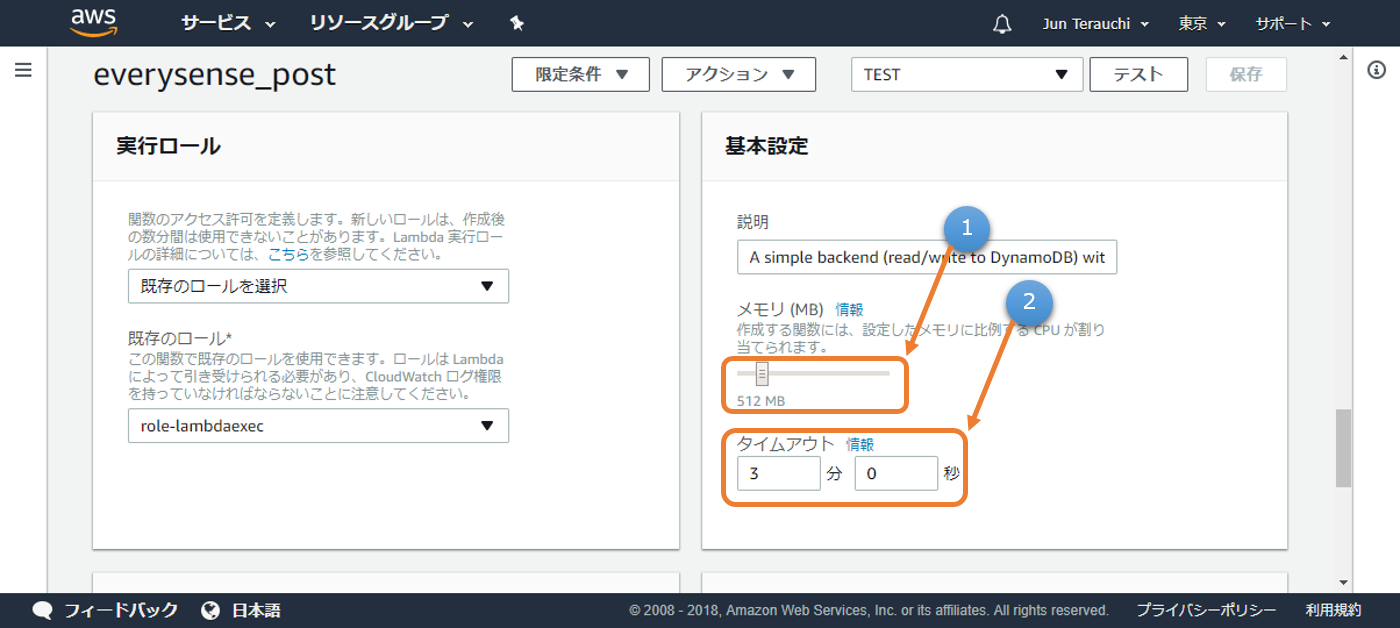 aws サービス リソースグループ Jun Terauchi 東京 サポート
everysense_post 限定条件 アクション TEST テスト 保存
実行ロール
関数のアクセス許可を定義します。新しいロールは、作成後
の数分間は使用できないことがあります。Lambda 実行ロー
ルの詳細については、こちらを参照してください。
既存のロールを選択
既存のロール*
この関数で既存のロールを使用できます。ロールは Lambda
によって引き受けられる必要があり、CloudWatch ログ権限
を持っていなければならないことに注意してください。
role-lambdaexec
基本設定
説明
1
A simple backend (read/write to DynamoDB) wit
2
メモリ (MB) 情報
作成する関数には、設定したメモリに比例する CPU が割り
当てられます。
512 MB
タイムアウト 情報
3 分 0 秒
フィードバック 日本語 © 2008 - 2018, Amazon Web Services, Inc. or its affiliates. All rights reserved. プライバシーポリシー 利用規約